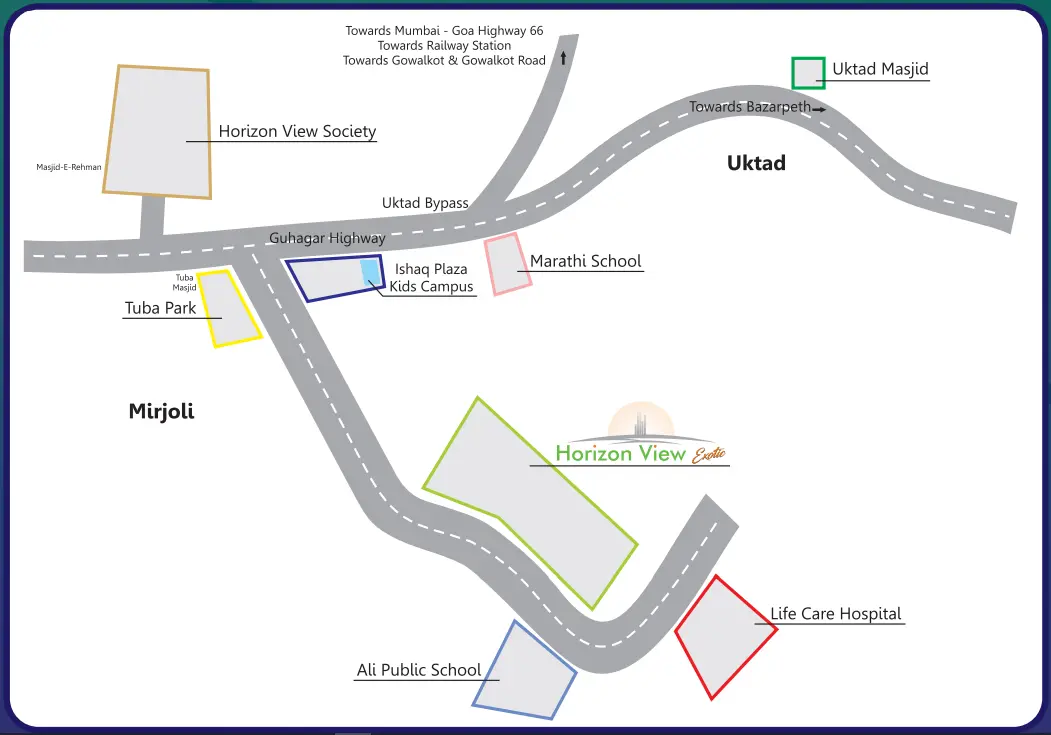 Towards Mumbai - Goa Highway 66
Towards Railway Station
Towards Gowalkot & Gowalkot Road
Uktad Masjid
Towards Bazarpeth
Horizon View Society
Masjid-E-Rehman
Uktad
Uktad Bypass
Guhagar Highway
Marathi School
Ishaq Plaza
Kids Campus
Tuba
Masjid
Tuba Park
Mirjoli
Horizon View Exotic
Life Care Hospital
Ali Public School